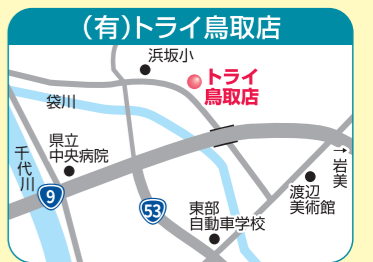 (有)トライ鳥取店
浜坂小
トライ
鳥取店
袋川
県立
中央病院
千代川
→岩美
9
53
渡辺
美術館
東部
自動車学校